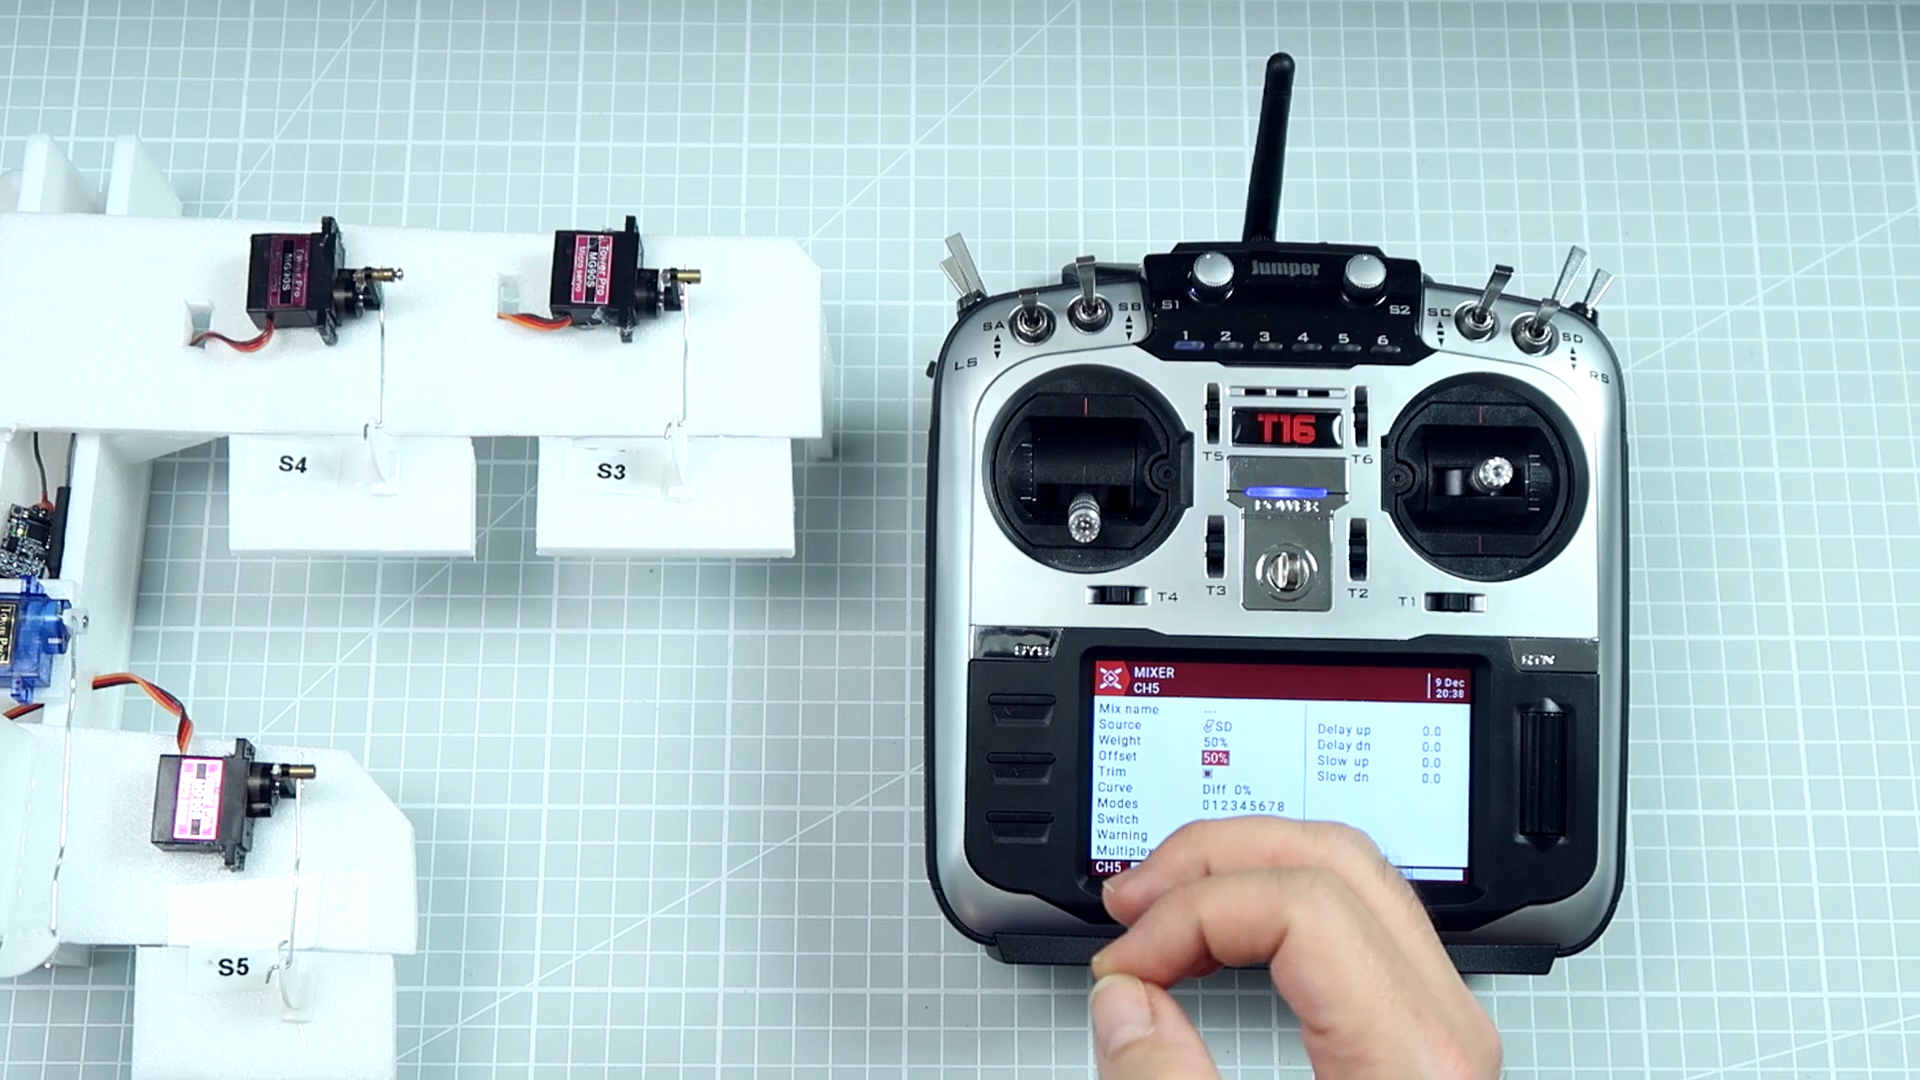 Tower Pro
MG90S
Tower Pro
MG90S
Micro servo
S4
S3
S5
Jumper
S1
S2
SA
SB
SC
SD
LS
RS
1 2 3 4 5 6
T16
T5
T6
POWER
T3
T2
T4
T1
SYS
RTN
MIXER
CH5
9 Dec
20:38
Mix name ---
Source SD
Weight 50%
Offset 50%
Trim
Curve Diff 0%
Modes 012345678
Switch
Warning
Multiplex
CH5
Delay up 0.0
Delay dn 0.0
Slow up 0.0
Slow dn 0.0